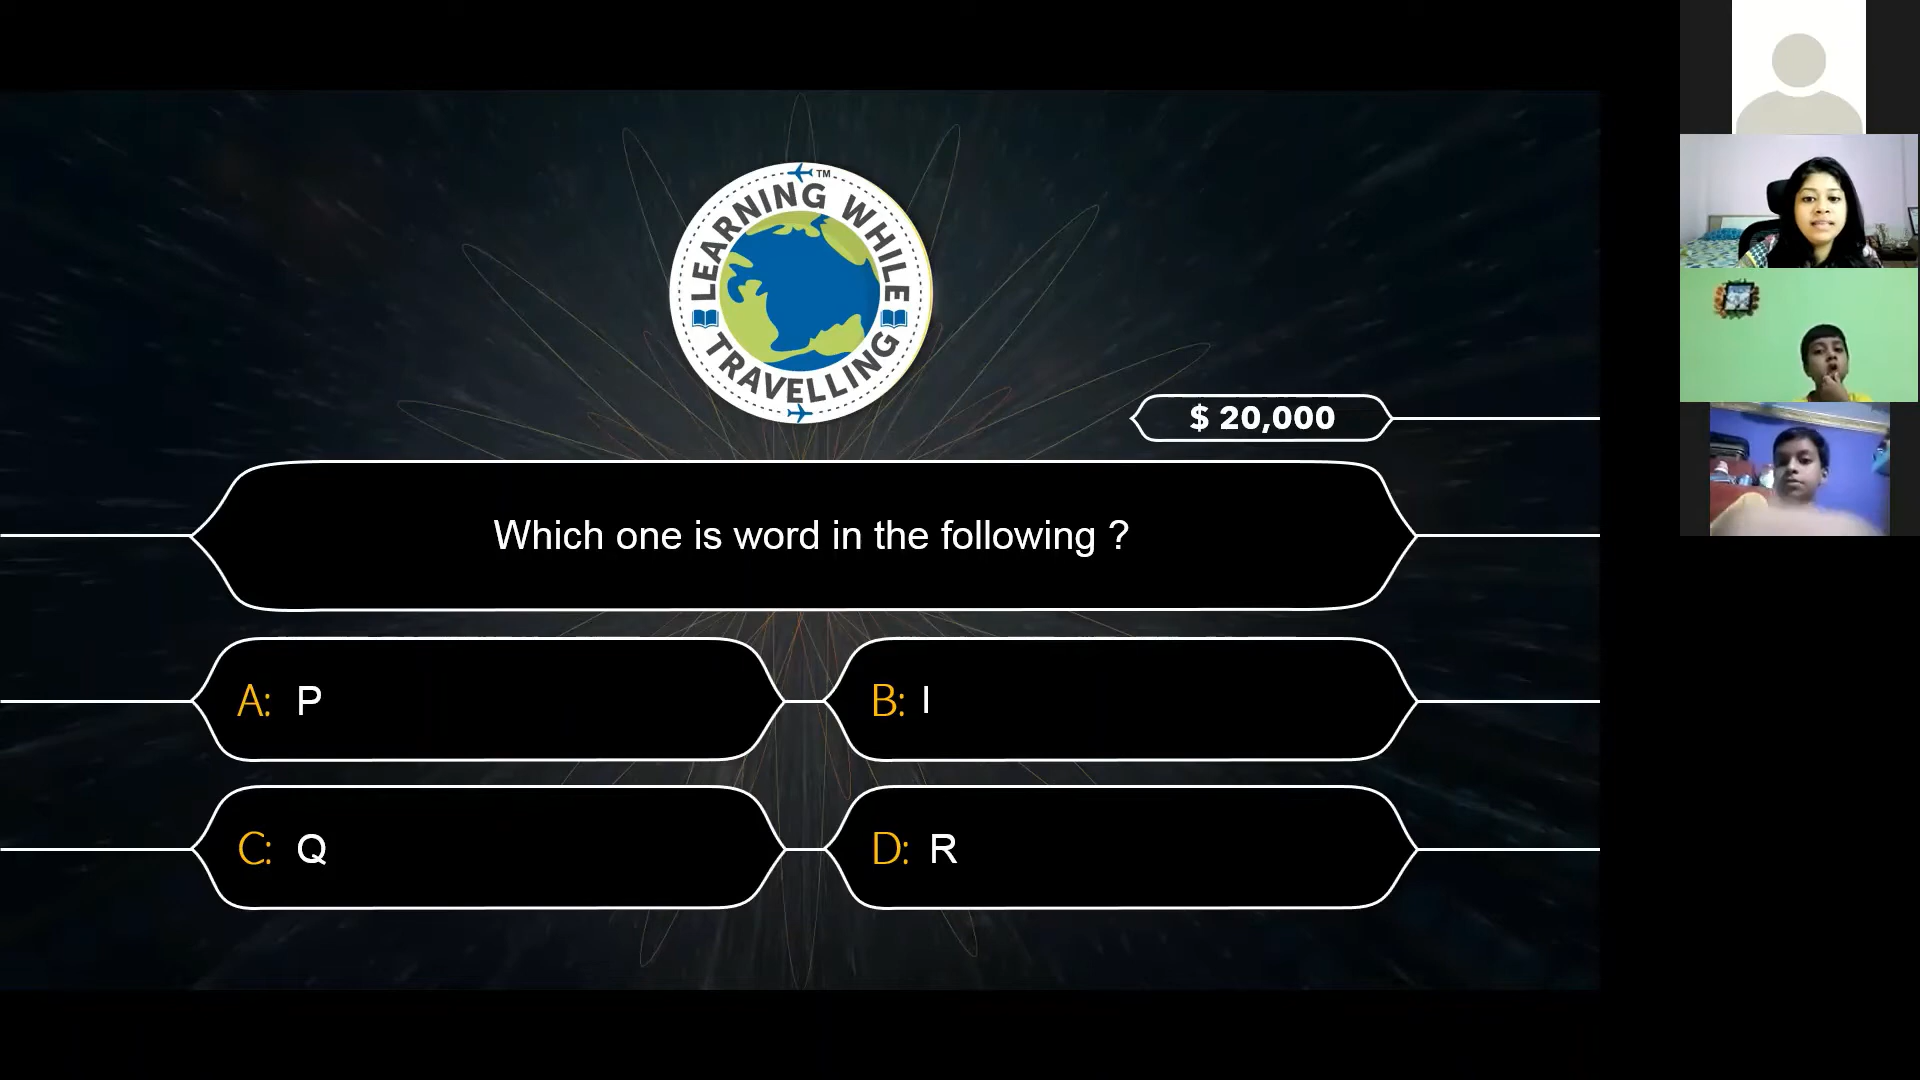 LEARNING WHILE
TRAVELLING
TM
$ 20,000
Which one is word in the following ?
A: P
B: I
C: Q
D: R